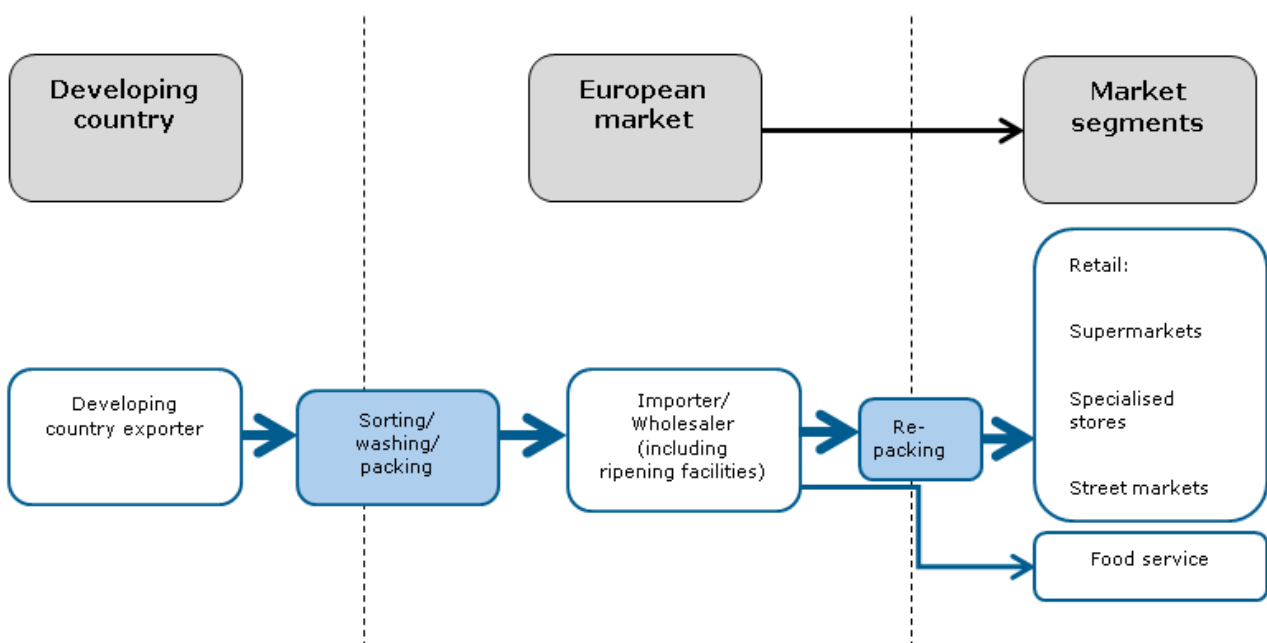 Developing
country
European
market
Market
segments
Developing
country exporter
Sorting/
washing/
packing
Importer/
Wholesaler
(including
ripening facilities)
Re-
packing
Retail:
Supermarkets
Specialised
stores
Street markets
Food service